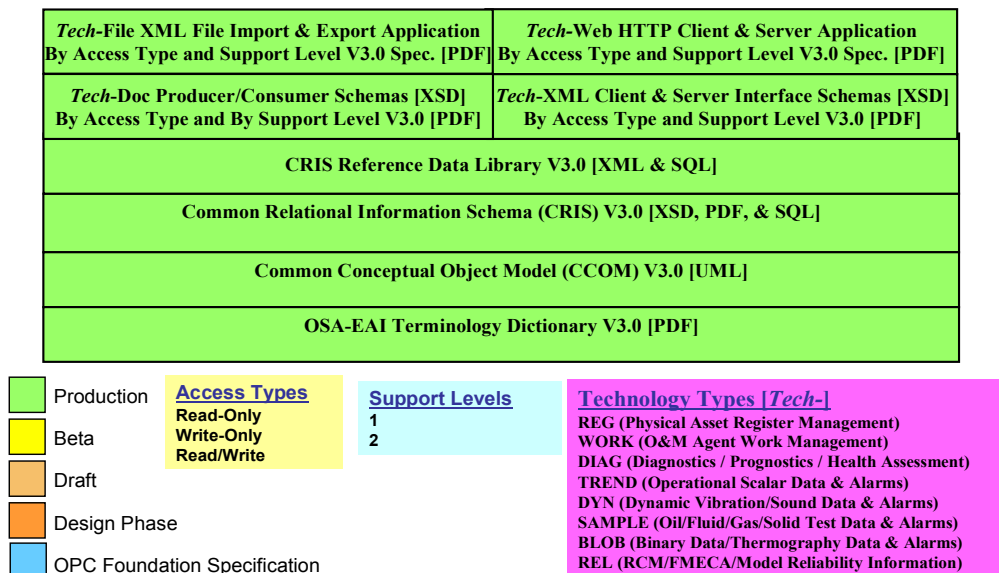 Tech-File XML File Import & Export Application
By Access Type and Support Level V3.0 Spec. [PDF]
Tech-Web HTTP Client & Server Application
By Access Type and Support Level V3.0 Spec. [PDF]
Tech-Doc Producer/Consumer Schemas [XSD]
By Access Type and By Support Level V3.0 [PDF]
Tech-XML Client & Server Interface Schemas [XSD]
By Access Type and Support Level V3.0 [PDF]
CRIS Reference Data Library V3.0 [XML & SQL]
Common Relational Information Schema (CRIS) V3.0 [XSD, PDF, & SQL]
Common Conceptual Object Model (CCOM) V3.0 [UML]
OSA-EAI Terminology Dictionary V3.0 [PDF]
Production
Beta
Draft
Design Phase
OPC Foundation Specification
Access Types
Read-Only
Write-Only
Read/Write
Support Levels
1
2
Technology Types [Tech-]
REG (Physical Asset Register Management)
WORK (O&M Agent Work Management)
DIAG (Diagnostics / Prognostics / Health Assessment)
TREND (Operational Scalar Data & Alarms)
DYN (Dynamic Vibration/Sound Data & Alarms)
SAMPLE (Oil/Fluid/Gas/Solid Test Data & Alarms)
BLOB (Binary Data/Thermography Data & Alarms)
REL (RCM/FMECA/Model Reliability Information)